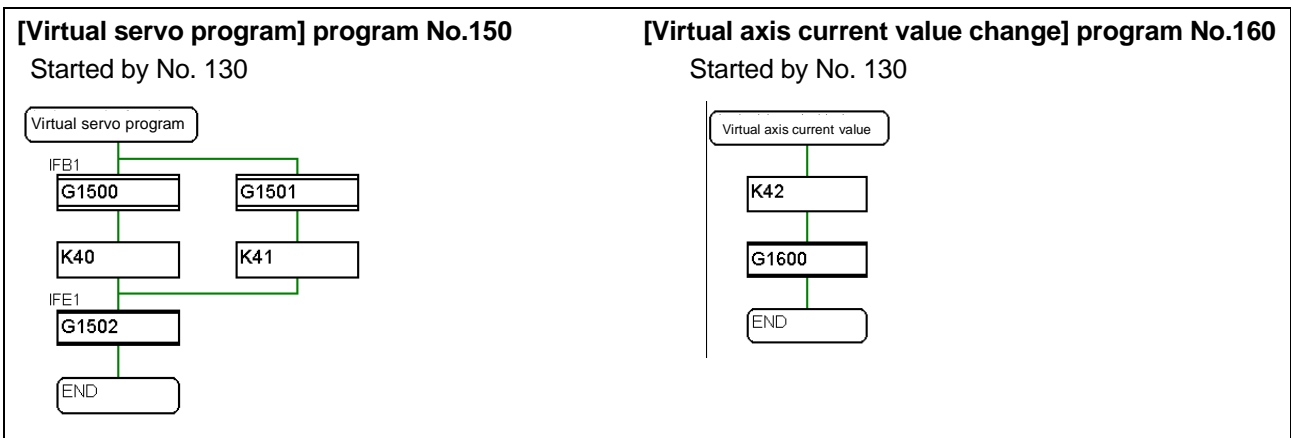 [Virtual servo program] program No.150
Started by No. 130
Virtual servo program
IFB1
G1500
G1501
K40
K41
IFE1
G1502
END
[Virtual axis current value change] program No.160
Started by No. 130
Virtual axis current value
K42
G1600
END